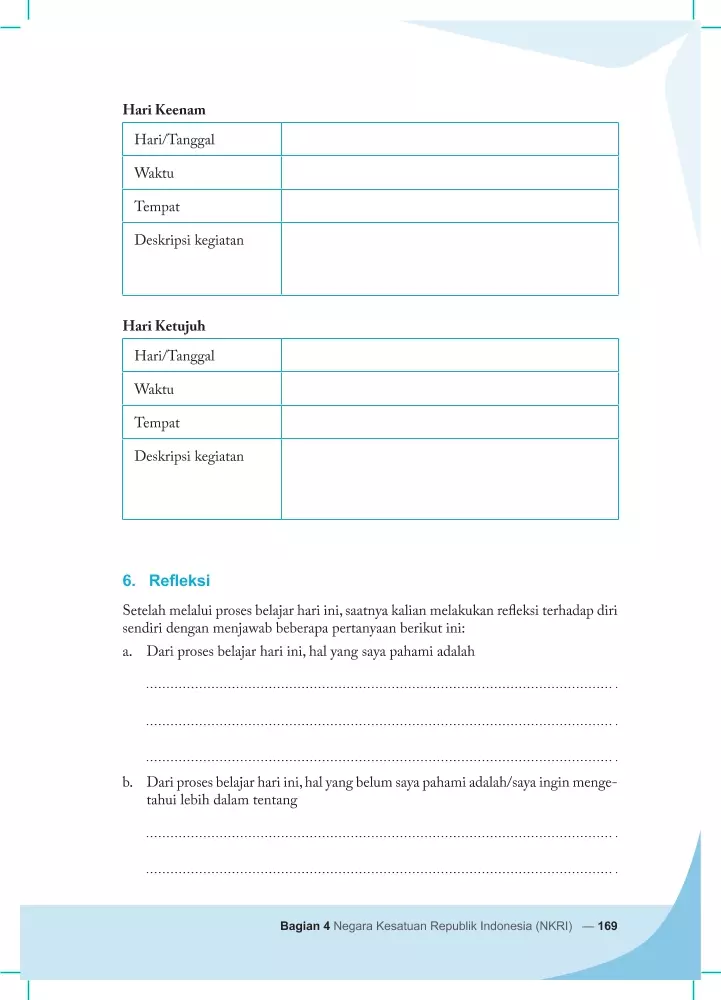 Hari Keenam
Hari/Tanggal
Waktu
Tempat
Deskripsi kegiatan
Hari Ketujuh
Hari/Tanggal
Waktu
Tempat
Deskripsi kegiatan
6. Refleksi
Setelah melalui proses belajar hari ini, saatnya kalian melakukan refleksi terhadap diri
sendiri dengan menjawab beberapa pertanyaan berikut ini:
a. Dari proses belajar hari ini, hal yang saya pahami adalah
b. Dari proses belajar hari ini, hal yang belum saya pahami adalah/saya ingin menge-
tahui lebih dalam tentang
Bagian 4 Negara Kesatuan Republik Indonesia (NKRI) — 169